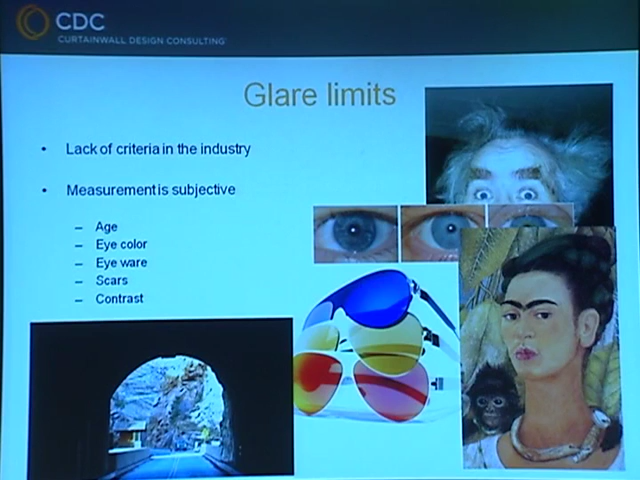 CDC
CURTAINWALL DESIGN CONSULTING
Glare limits
• Lack of criteria in the industry
• Measurement is subjective
– Age
– Eye color
– Eye ware
– Scars
– Contrast